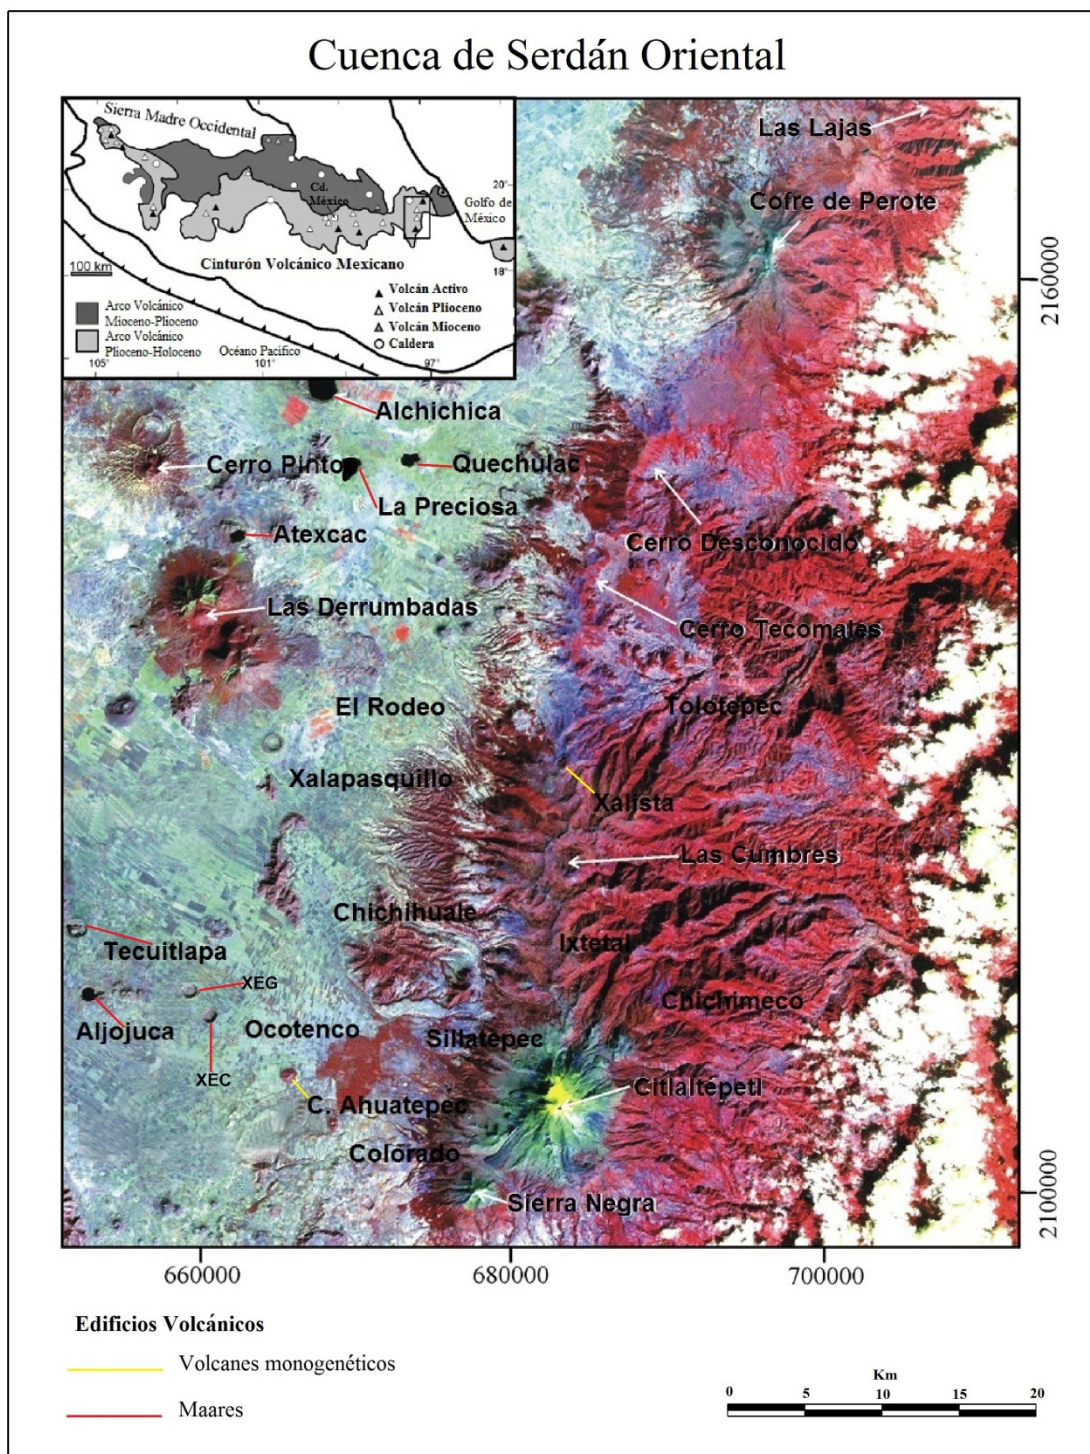 Cuenca de Serdán Oriental
Sierra Madre Occidental
Cd.
México
20°
Golfo de
México
18°
Cinturón Volcánico Mexicano
100 km
Volcán Activo
Volcán Plioceno
Volcán Mioceno
Caldera
Arco Volcánico
Mioceno-Plioceno
Arco Volcánico
Plioceno-Holoceno
Océano Pacifico
105°
101°
97°
Las Lajas
Cofre de Perote
2160000
Alchichica
Cerro Pinto
Quechulac
La Preciosa
Atexcac
Cerro Desconocido
Las Derrumbadas
Cerro Tecomales
El Rodeo
Tolotepec
Xalapasquillo
Xalista
Las Cumbres
Chichihuale
Tecuitlapa
Ixtetal
XEG
Chichimeco
Aljojuca
Ocotenco
Sillatepec
XEC
Citlaltépetl
C. Ahuatepec
Colorado
Sierra Negra
2100000
660000
680000
700000
Edificios Volcánicos
Volcanes monogenéticos
Maares
Km
0 5 10 15 20